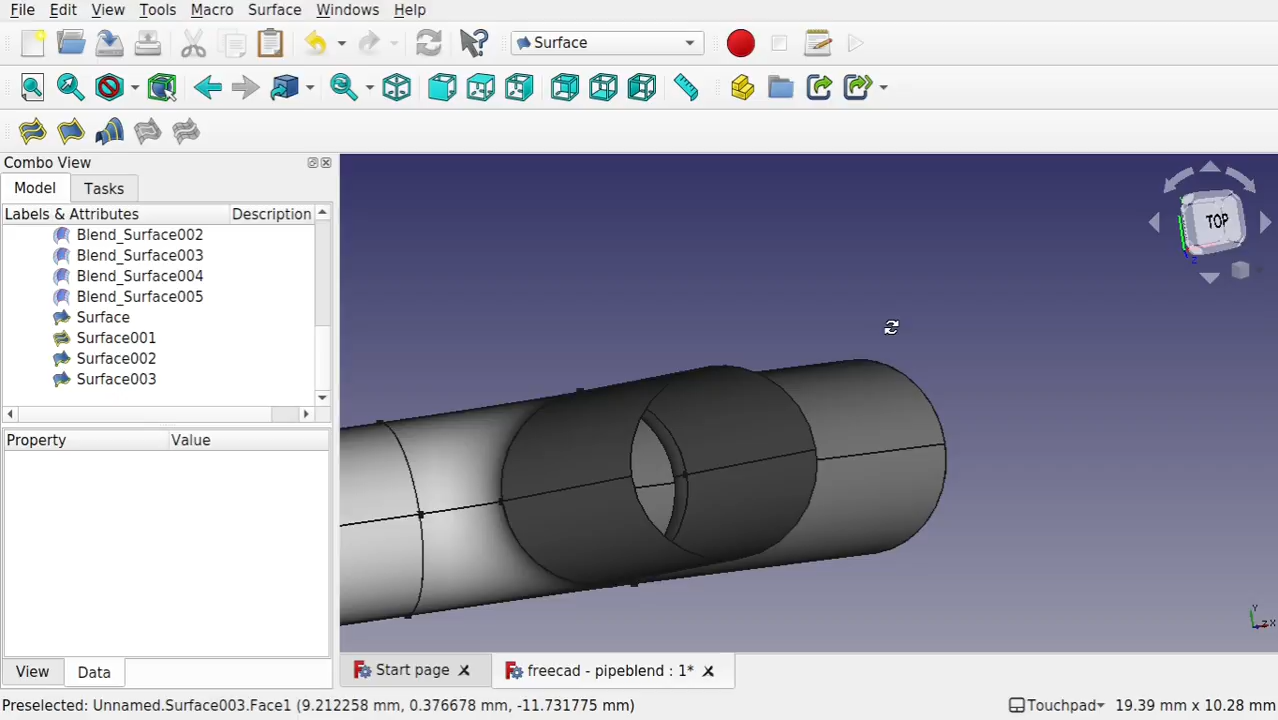 File Edit View Tools Macro Surface Windows Help
Surface
Combo View
Model Tasks
Labels & Attributes Description
Blend_Surface002
Blend_Surface003
Blend_Surface004
Blend_Surface005
Surface
Surface001
Surface002
Surface003
Property Value
TOP
Z
Y
Z X
View Data
Start page freecad - pipeblend : 1*
Preselected: Unnamed.Surface003.Face1 (9.212258 mm, 0.376678 mm, -11.731775 mm) Touchpad 19.39 mm x 10.28 mm